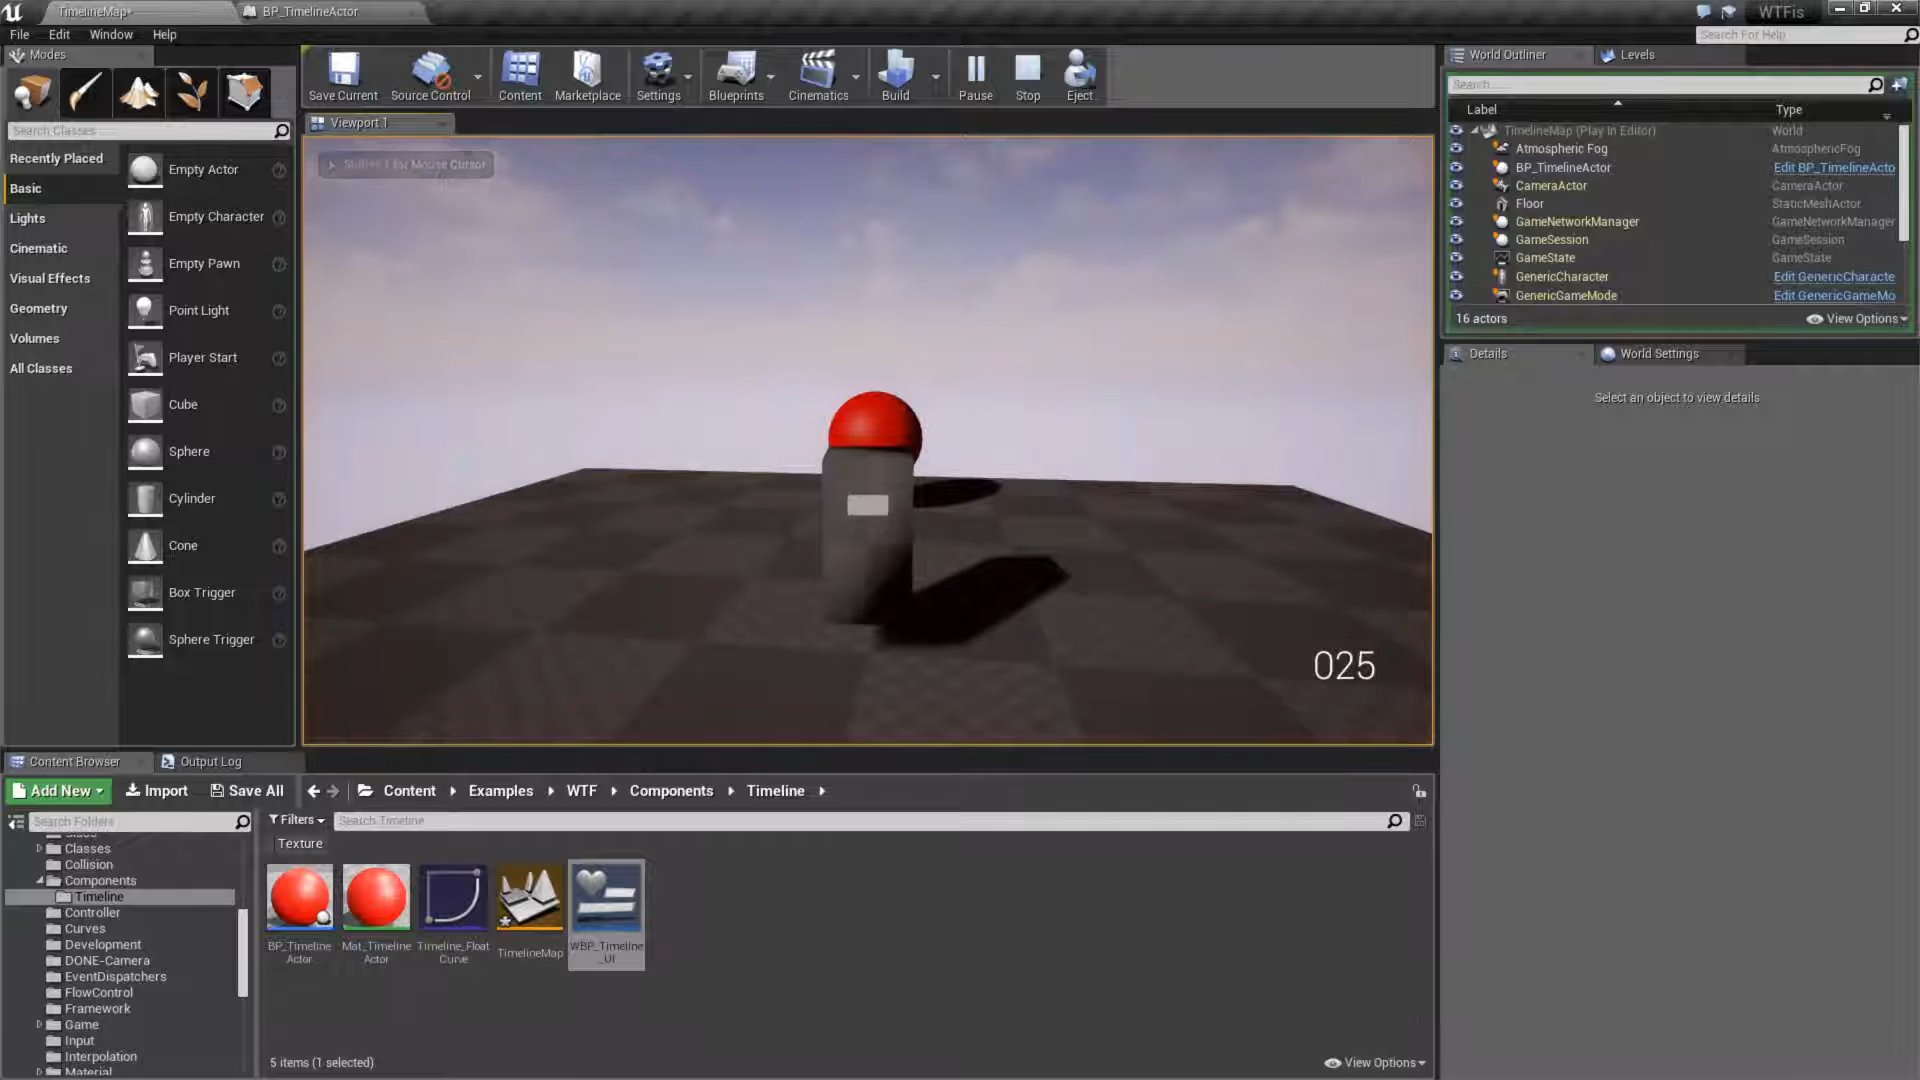 TimelineMap*
BP_TimelineActor
WTFis
File
Edit
Window
Help
Search For Help
Modes
Save Current
Source Control
Content
Marketplace
Settings
Blueprints
Cinematics
Build
Pause
Stop
Eject
World Outliner
Levels
Search...
Label
Type
Search Classes
Viewport 1
Shift+F1 for Mouse Cursor
Recently Placed
Basic
Lights
Cinematic
Visual Effects
Geometry
Volumes
All Classes
Empty Actor
Empty Character
Empty Pawn
Point Light
Player Start
Cube
Sphere
Cylinder
Cone
Box Trigger
Sphere Trigger
TimelineMap (Play In Editor)
World
Atmospheric Fog
AtmosphericFog
BP_TimelineActor
Edit BP_TimelineActo
CameraActor
CameraActor
Floor
StaticMeshActor
GameNetworkManager
GameNetworkManager
GameSession
GameSession
GameState
GameState
GenericCharacter
Edit GenericCharacte
GenericGameMode
Edit GenericGameMo
16 actors
View Options
Details
World Settings
Select an object to view details
025
Content Browser
Output Log
Add New
Import
Save All
Content
Examples
WTF
Components
Timeline
Search Folders
Filters
Search Timeline
Texture
Classes
Collision
Components
Timeline
Controller
Curves
Development
DONE-Camera
EventDispatchers
FlowControl
Framework
Game
Input
Interpolation
Material
BP_Timeline
Actor
Mat_Timeline
Actor
Timeline_Float
Curve
TimelineMap
WBP_Timeline
_UI
5 items (1 selected)
View Options